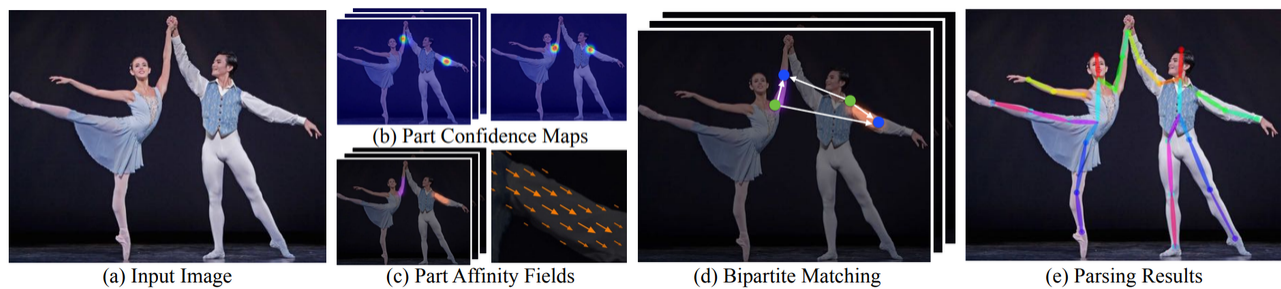 (a) Input Image
(b) Part Confidence Maps
(c) Part Affinity Fields
(d) Bipartite Matching
(e) Parsing Results